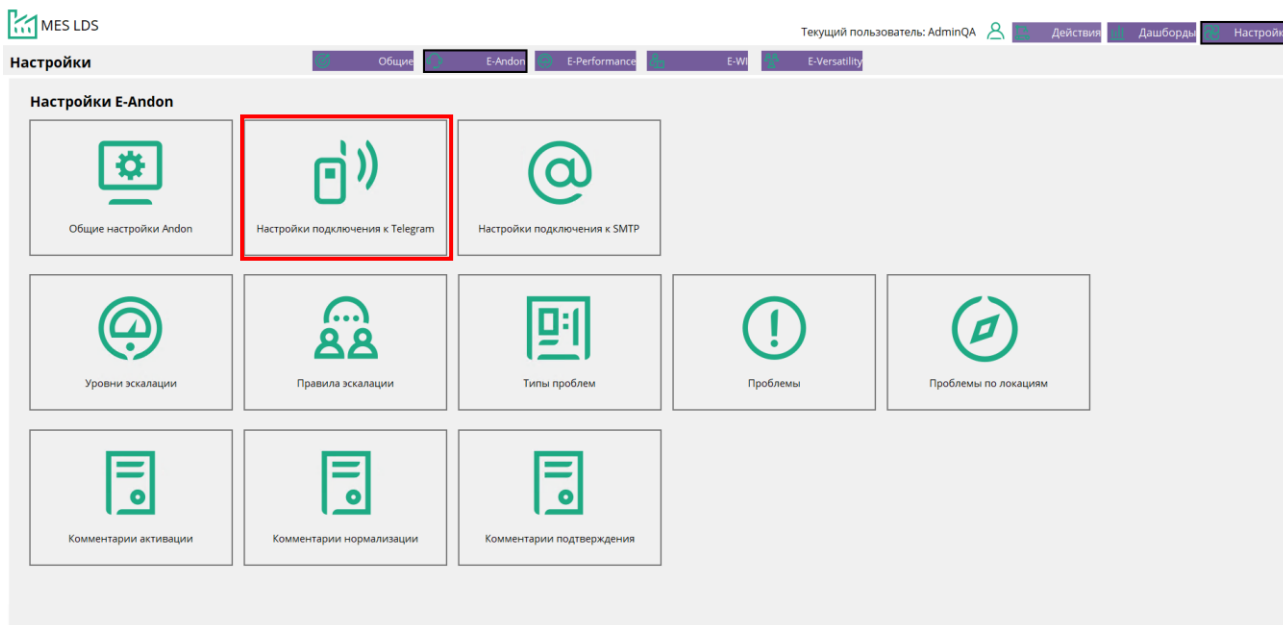 MES LDS
Текущий пользователь: AdminQA
Действия
Дашборды
Настройк
Настройки
Общие
E-Andon
E-Performance
E-WI
E-Versatility
Настройки E-Andon
Общие настройки Andon
Настройки подключения к Telegram
Настройки подключения к SMTP
Уровни эскалации
Правила эскалации
Типы проблем
Проблемы
Проблемы по локациям
Комментарии активации
Комментарии нормализации
Комментарии подтверждения